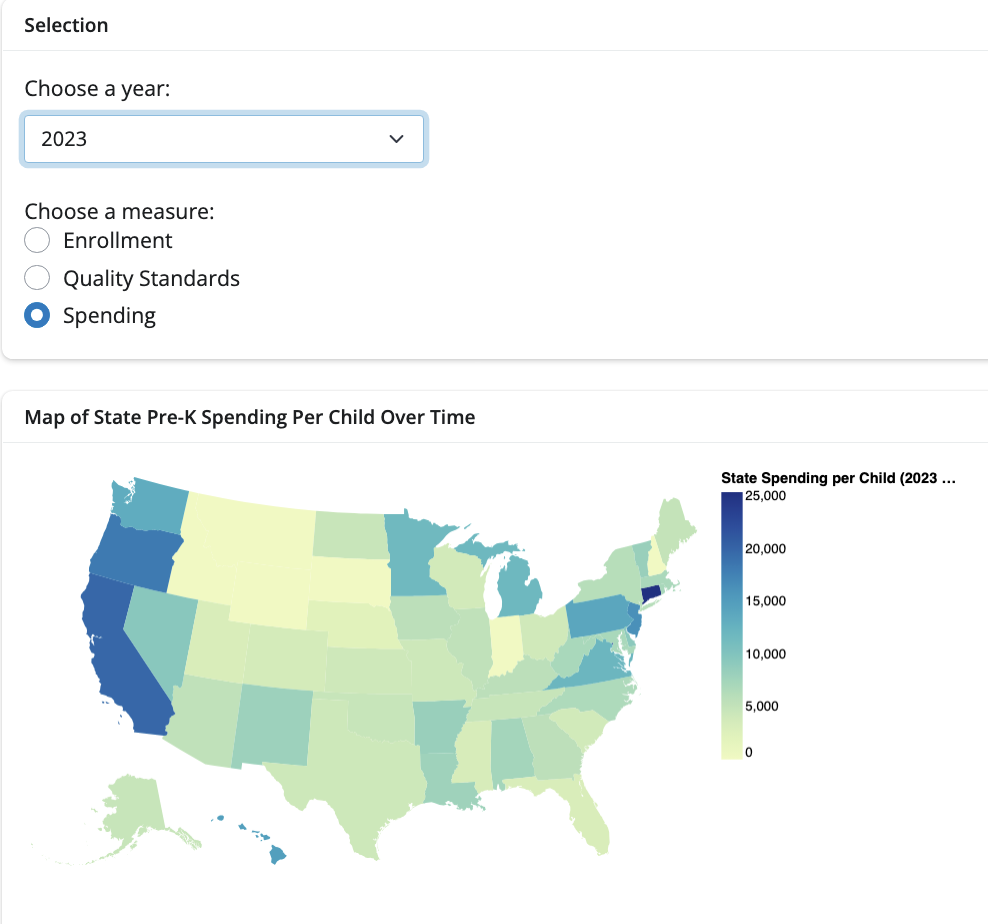 Selection
Choose a year:
2023
Choose a measure:
Enrollment
Quality Standards
Spending
Map of State Pre-K Spending Per Child Over Time
State Spending per Child (2023 ...
25,000
20,000
15,000
10,000
5,000
0